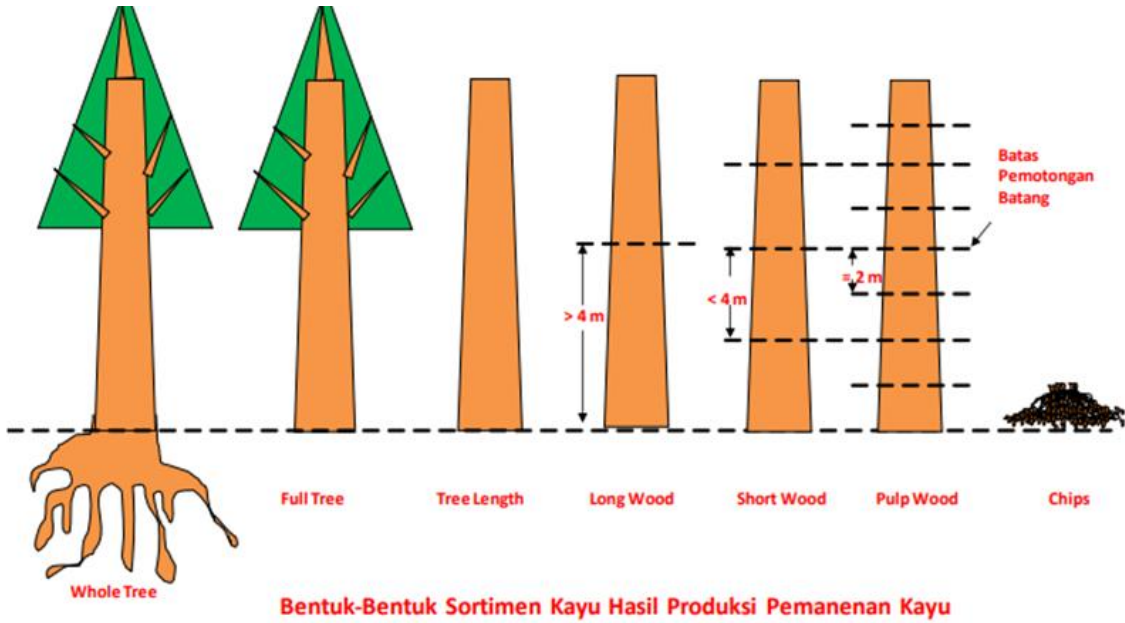 Batas
Pemotongan
Batang
> 4 m
< 4 m
= 2 m
Full Tree
Tree Length
Long Wood
Short Wood
Pulp Wood
Chips
Whole Tree
Bentuk-Bentuk Sortimen Kayu Hasil Produksi Pemanenan Kayu